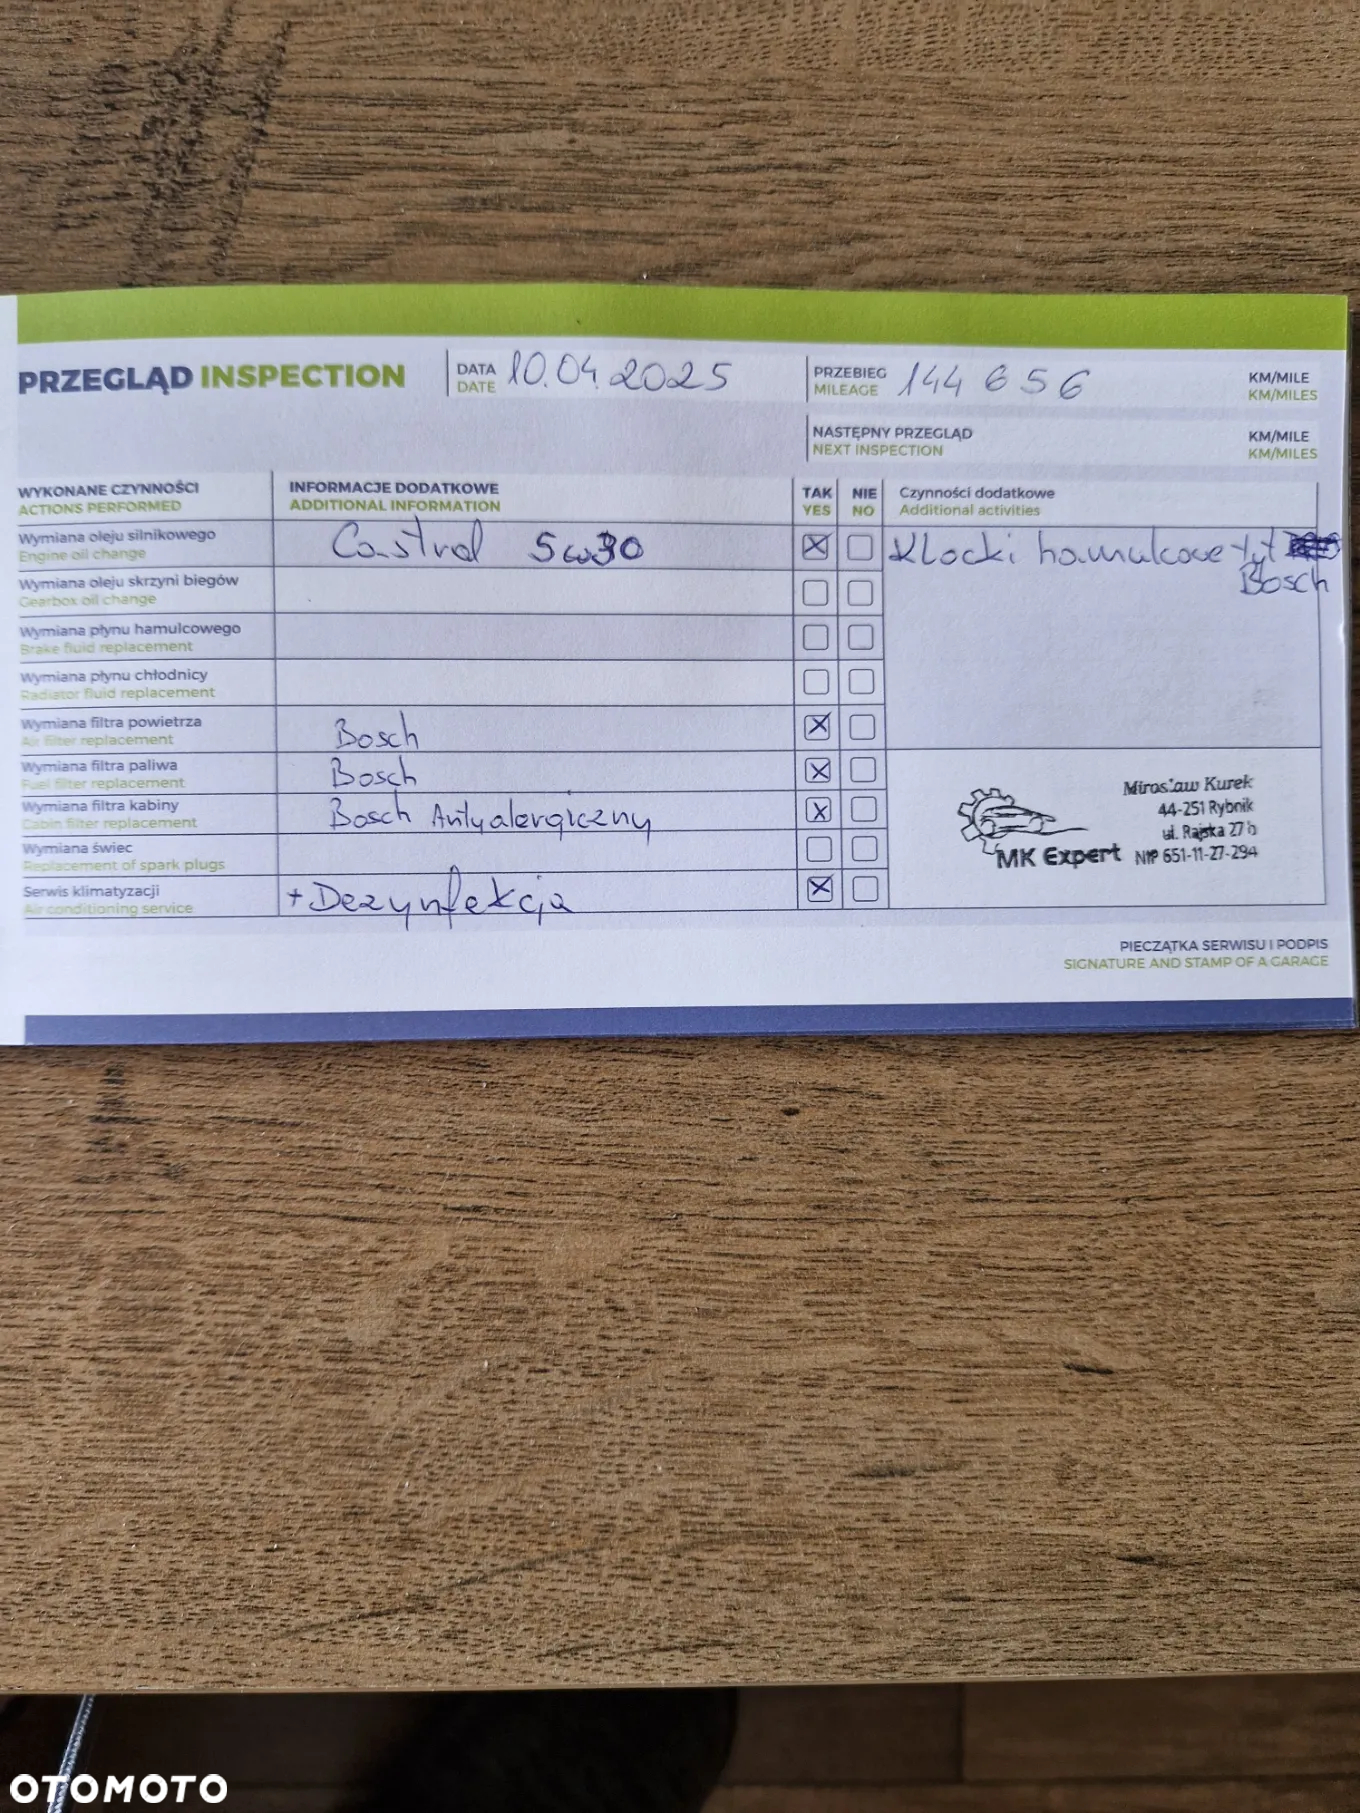 PRZEGLĄD INSPECTION
DATA 10.04.2025
DATE
PRZEBIEG 144 656 KM/MILE
MILEAGE KM/MILES
NASTĘPNY PRZEGLĄD KM/MILE
NEXT INSPECTION KM/MILES
WYKONANE CZYNNOŚCI INFORMACJE DODATKOWE TAK NIE Czynności dodatkowe
ACTIONS PERFORMED ADDITIONAL INFORMATION YES NO Additional activities
Wymiana oleju silnikowego Castrol 5w30 Klocki hamulcowe tył
Engine oil change Bosch
Wymiana oleju skrzyni biegów
Gearbox oil change
Wymiana płynu hamulcowego
Brake fluid replacement
Wymiana płynu chłodnicy
Radiator fluid replacement
Wymiana filtra powietrza Bosch
Air filter replacement
Wymiana filtra paliwa Bosch
Fuel filter replacement
Wymiana filtra kabiny Bosch Antyalergiczny
Cabin filter replacement
Wymiana świec
Replacement of spark plugs
Serwis klimatyzacji + Dezynfekcja
Air conditioning service
Mirosław Kurek
44-251 Rybnik
ul. Rajska 27 b
MK Expert NIP 651-11-27-294
PIECZĄTKA SERWISU I PODPIS
SIGNATURE AND STAMP OF A GARAGE
OTOMOTO